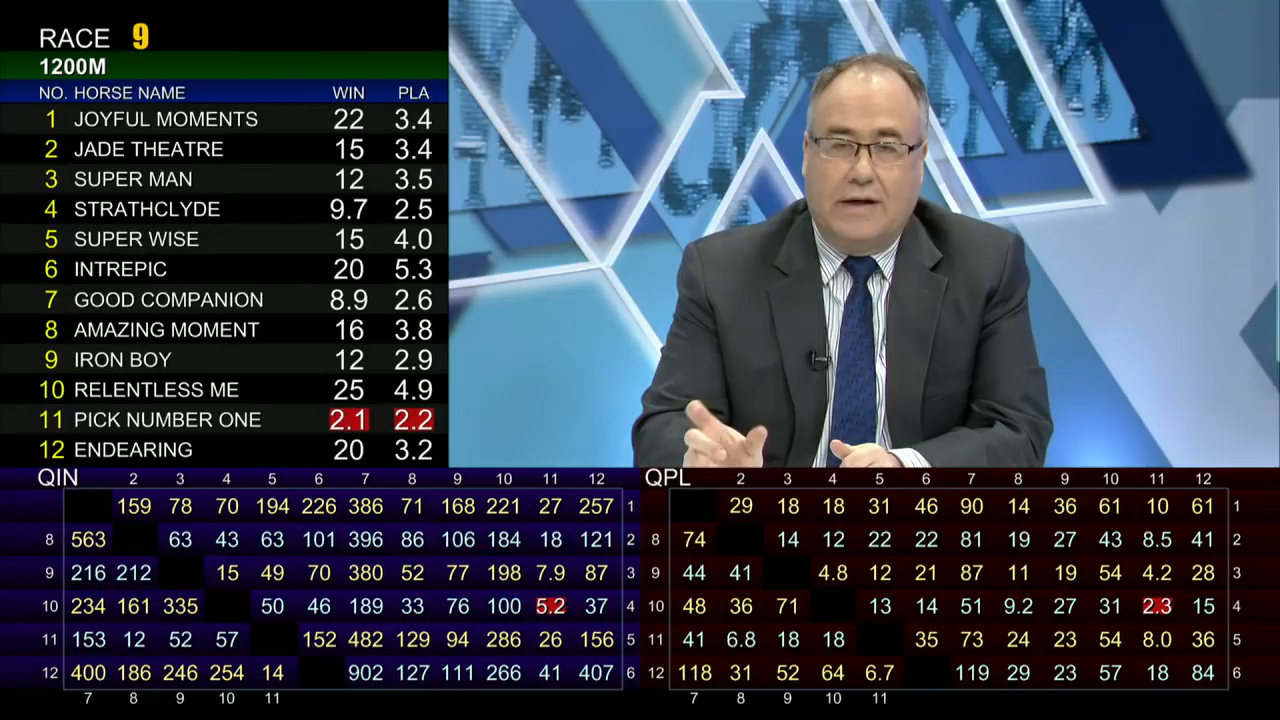 RACE 9
1200M
NO. HORSE NAME WIN PLA
1 JOYFUL MOMENTS 22 3.4
2 JADE THEATRE 15 3.4
3 SUPER MAN 12 3.5
4 STRATHCLYDE 9.7 2.5
5 SUPER WISE 15 4.0
6 INTREPIC 20 5.3
7 GOOD COMPANION 8.9 2.6
8 AMAZING MOMENT 16 3.8
9 IRON BOY 12 2.9
10 RELENTLESS ME 25 4.9
11 PICK NUMBER ONE 2.1 2.2
12 ENDEARING 20 3.2
QIN 2 3 4 5 6 7 8 9 10 11 12
159 78 70 194 226 386 71 168 221 27 257 1
8 563 63 43 63 101 396 86 106 184 18 121 2
9 216 212 15 49 70 380 52 77 198 7.9 87 3
10 234 161 335 50 46 189 33 76 100 5.2 37 4
11 153 12 52 57 152 482 129 94 286 26 156 5
12 400 186 246 254 14 902 127 111 266 41 407 6
7 8 9 10 11
QPL 2 3 4 5 6 7 8 9 10 11 12
29 18 18 31 46 90 14 36 61 10 61 1
8 74 14 12 22 22 81 19 27 43 8.5 41 2
9 44 41 4.8 12 21 87 11 19 54 4.2 28 3
10 48 36 71 13 14 51 9.2 27 31 2.3 15 4
11 41 6.8 18 18 35 73 24 23 54 8.0 36 5
12 118 31 52 64 6.7 119 29 23 57 18 84 6
7 8 9 10 11